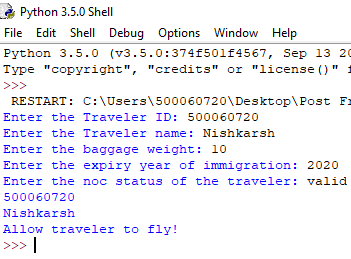 Python 3.5.0 Shell
File Edit Shell Debug Options Window Help
Python 3.5.0 (v3.5.0:374f501f4567, Sep 13 20
Type "copyright", "credits" or "license()" f
>>>
RESTART: C:\Users\500060720\Desktop\Post Fr
Enter the Traveler ID: 500060720
Enter the Traveler name: Nishkarsh
Enter the baggage weight: 10
Enter the expiry year of immigration: 2020
Enter the noc status of the traveler: valid
500060720
Nishkarsh
Allow traveler to fly!
>>>